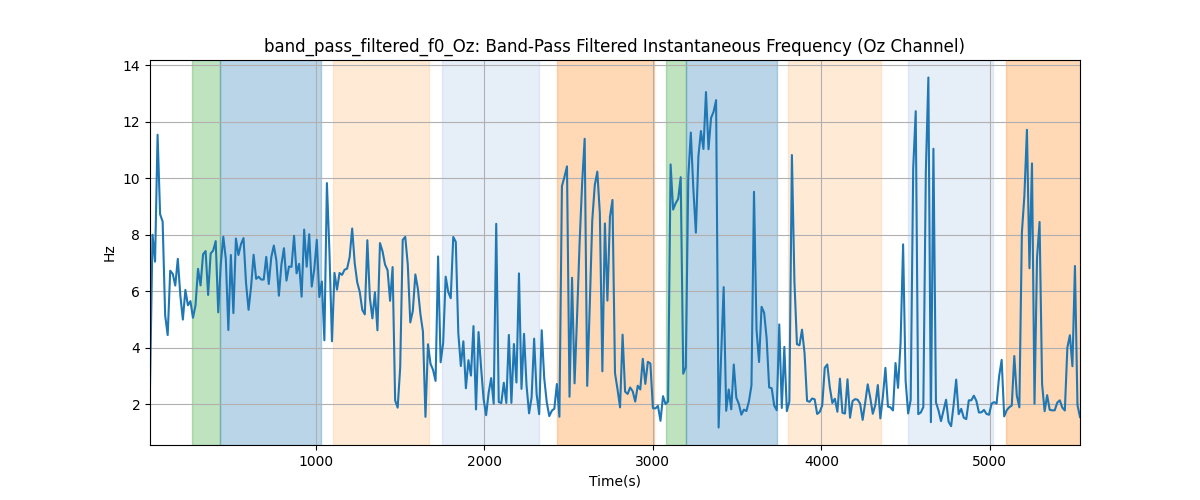 band_pass_filtered_f0_Oz: Band-Pass Filtered Instantaneous Frequency (Oz Channel)
14
12
10
8
6
4
2
Hz
1000 2000 3000 4000 5000
Time(s)